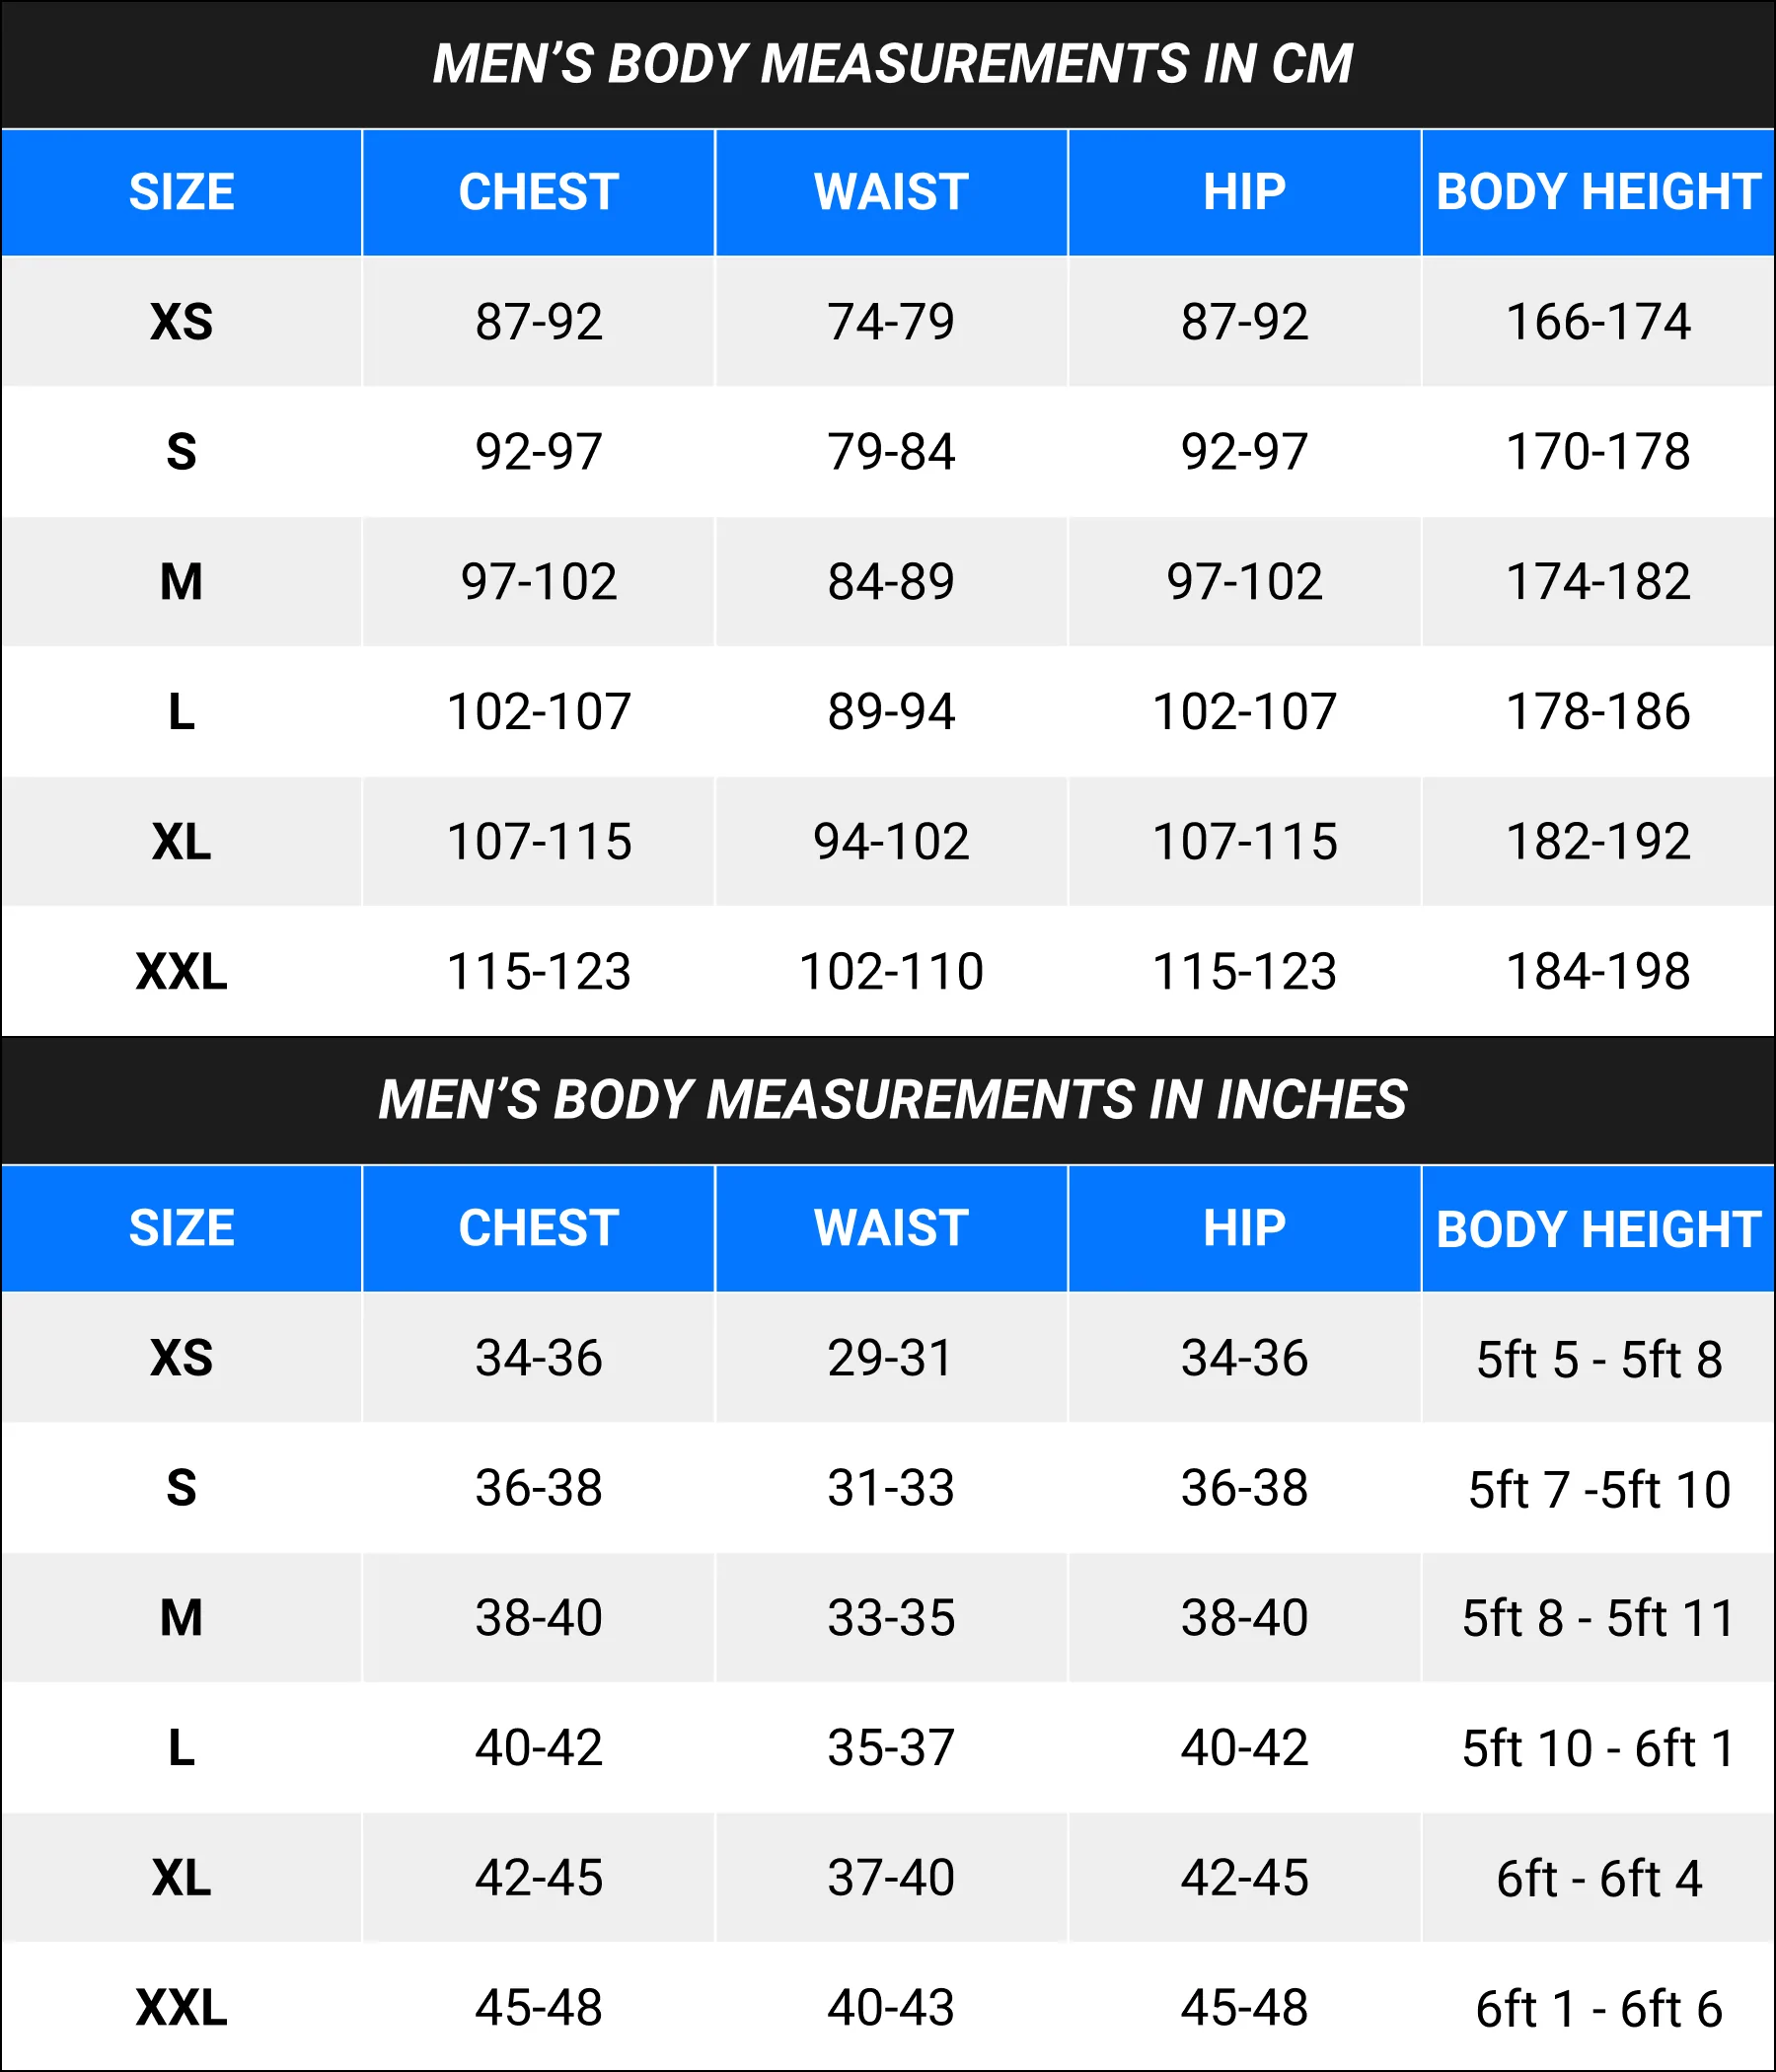 MEN’S BODY MEASUREMENTS IN CM
SIZE CHEST WAIST HIP BODY HEIGHT
XS 87-92 74-79 87-92 166-174
S 92-97 79-84 92-97 170-178
M 97-102 84-89 97-102 174-182
L 102-107 89-94 102-107 178-186
XL 107-115 94-102 107-115 182-192
XXL 115-123 102-110 115-123 184-198
MEN’S BODY MEASUREMENTS IN INCHES
SIZE CHEST WAIST HIP BODY HEIGHT
XS 34-36 29-31 34-36 5ft 5 - 5ft 8
S 36-38 31-33 36-38 5ft 7 -5ft 10
M 38-40 33-35 38-40 5ft 8 - 5ft 11
L 40-42 35-37 40-42 5ft 10 - 6ft 1
XL 42-45 37-40 42-45 6ft - 6ft 4
XXL 45-48 40-43 45-48 6ft 1 - 6ft 6